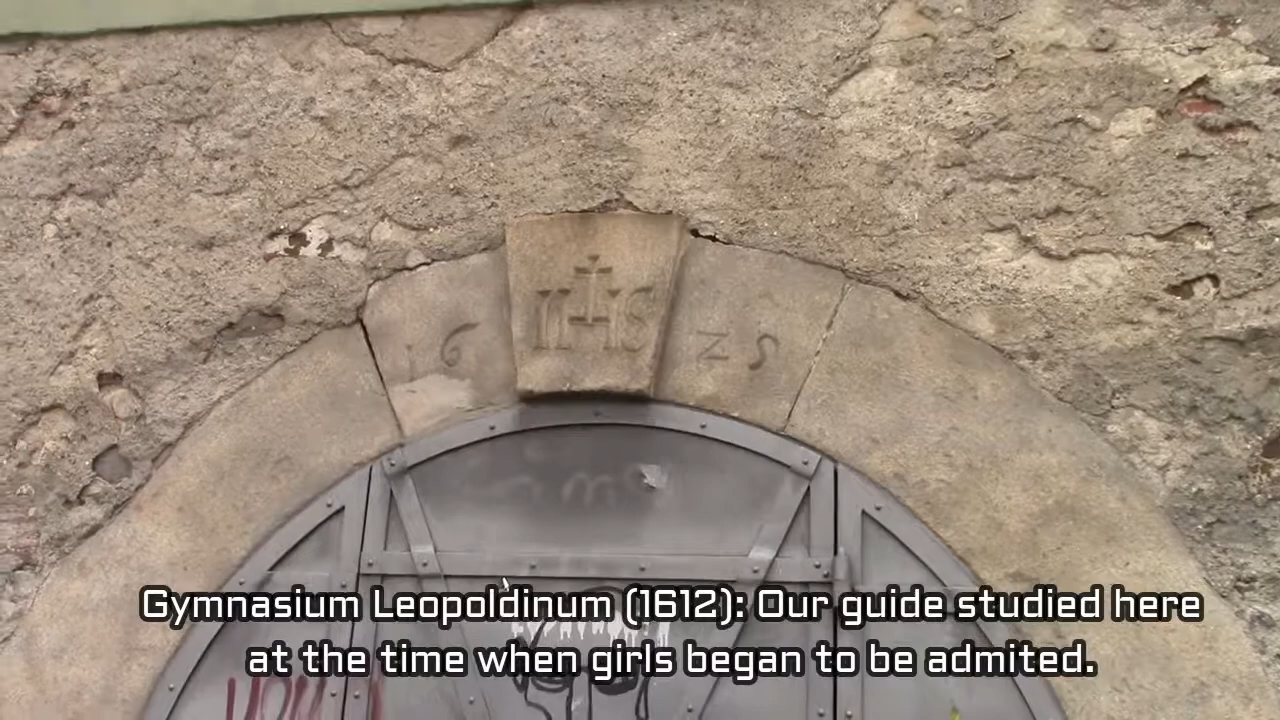 IHS
16 25
Gymnasium Leopoldinum (1612): Our guide studied here
at the time when girls began to be admited.